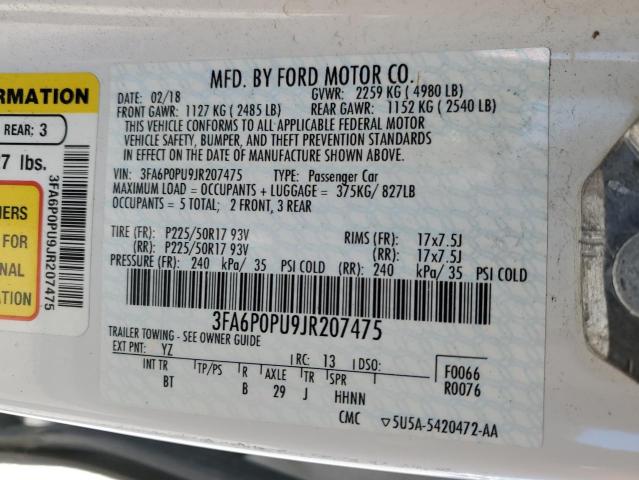 MFD. BY FORD MOTOR CO.
DATE: 02/18 GVWR: 2259 KG ( 4980 LB)
FRONT GAWR: 1127 KG ( 2485 LB) REAR GAWR: 1152 KG ( 2540 LB)
THIS VEHICLE CONFORMS TO ALL APPLICABLE FEDERAL MOTOR
VEHICLE SAFETY, BUMPER, AND THEFT PREVENTION STANDARDS
IN EFFECT ON THE DATE OF MANUFACTURE SHOWN ABOVE.
VIN: 3FA6P0PU9JR207475 TYPE: Passenger Car
MAXIMUM LOAD = OCCUPANTS + LUGGAGE = 375KG/ 827LB
OCCUPANTS = 5 TOTAL; 2 FRONT, 3 REAR
TIRE (FR): P225/50R17 93V RIMS (FR): 17x7.5J
(RR): P225/50R17 93V (RR): 17x7.5J
PRESSURE (FR): 240 kPa/ 35 PSI COLD (RR): 240 kPa/ 35 PSI COLD
3FA6P0PU9JR207475
TRAILER TOWING - SEE OWNER GUIDE
EXT PNT: YZ RC: 13 DSO: F0066
R0076
INT TR TP/PS R AXLE TR SPR
BT B 29 J HHNN
CMC ▽5U5A-5420472-AA
ORMATION
REAR: 3
7 lbs.
NERS
FOR
NAL
TION
3FA6P0PU9JR207475